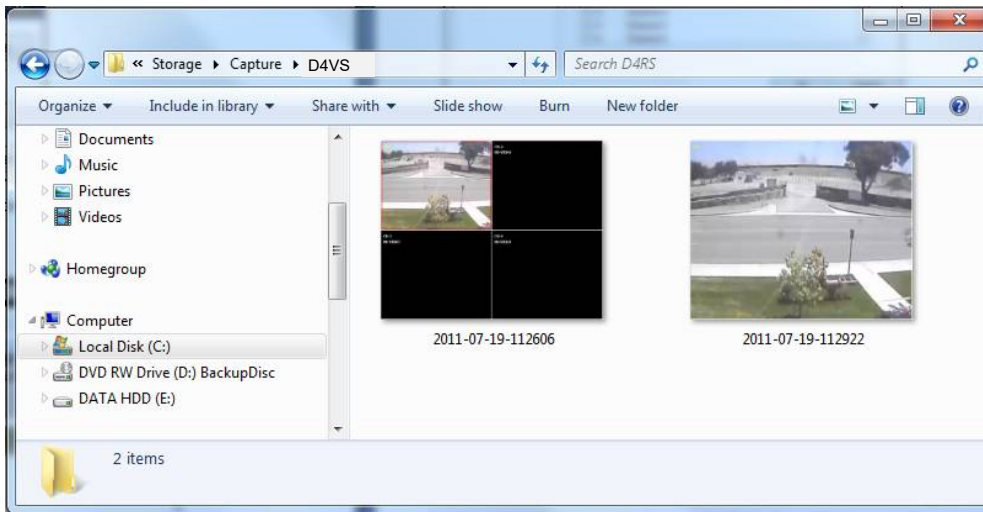 « Storage ▸ Capture ▸ D4VS
Search D4RS
Organize Include in library Share with Slide show Burn New folder
Documents
Music
Pictures
Videos
Homegroup
Computer
Local Disk (C:)
DVD RW Drive (D:) BackupDisc
DATA HDD (E:)
2011-07-19-112606
2011-07-19-112922
2 items